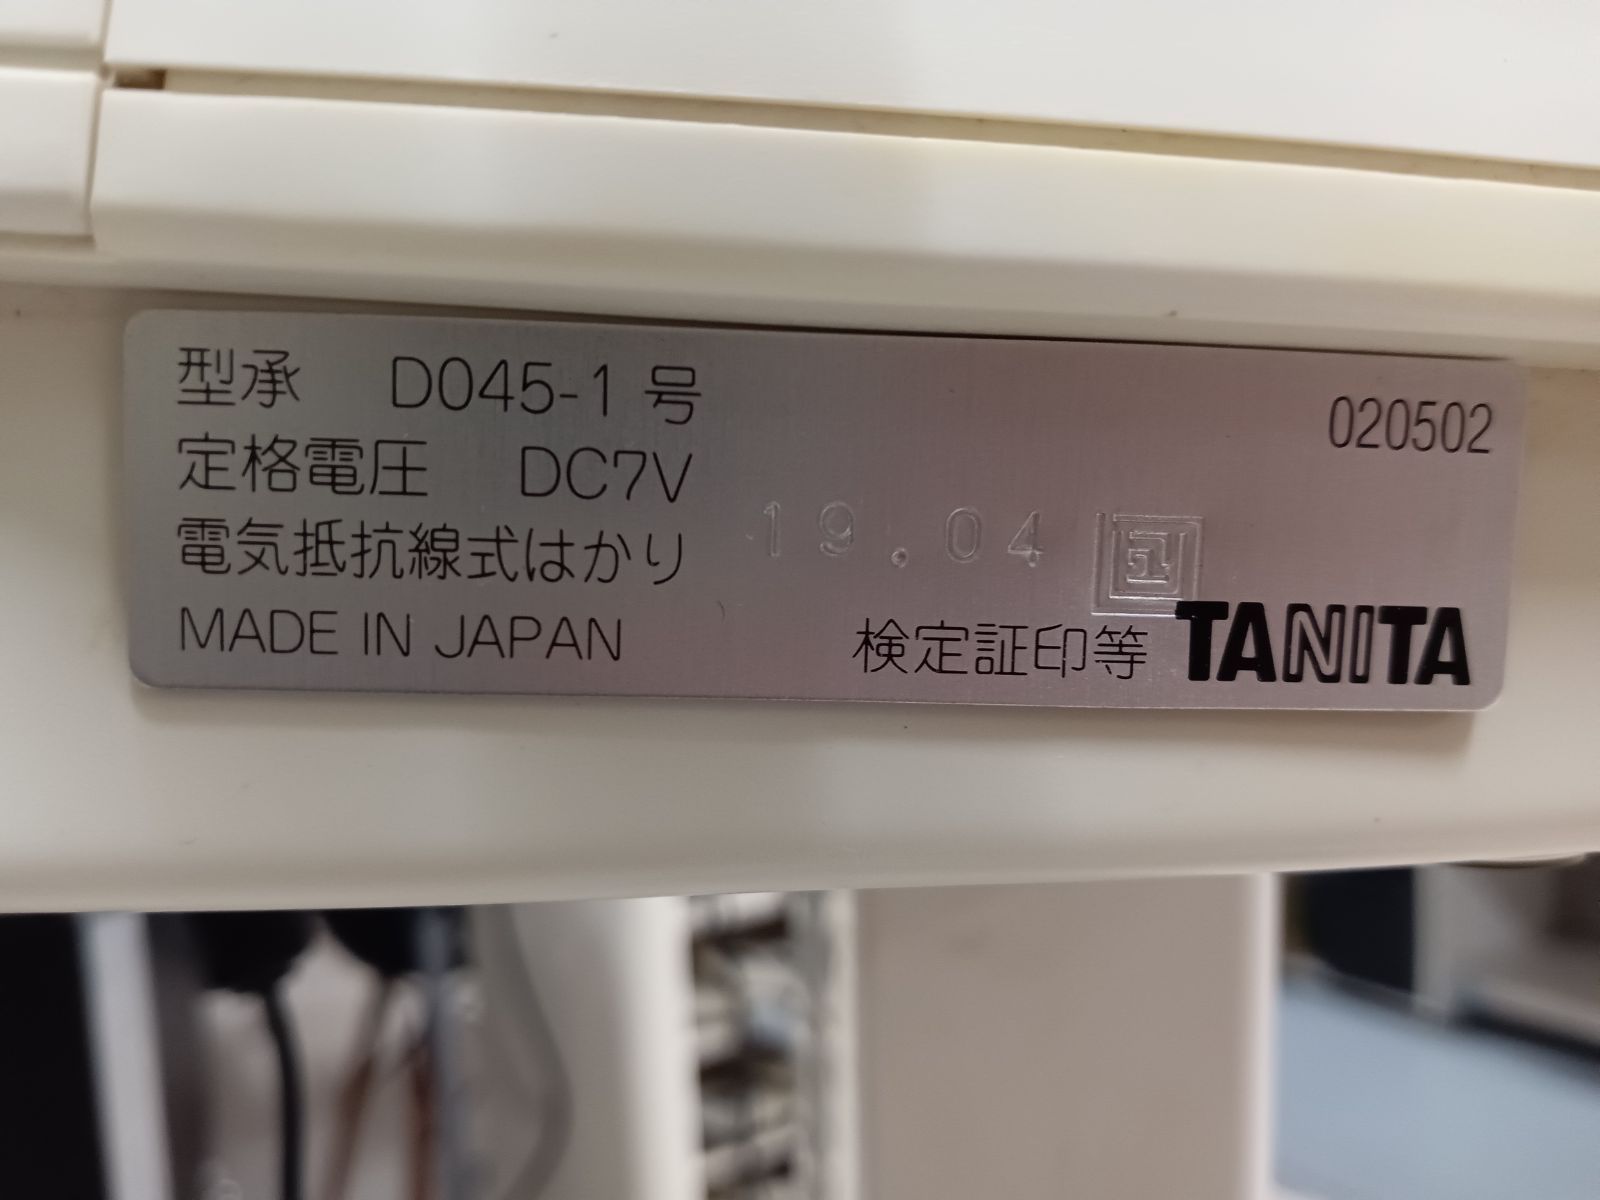 型承 D045-1号
020502
定格電圧 DC7V
電気抵抗線式はかり
19.04
MADE IN JAPAN
検定証印等 TANITA